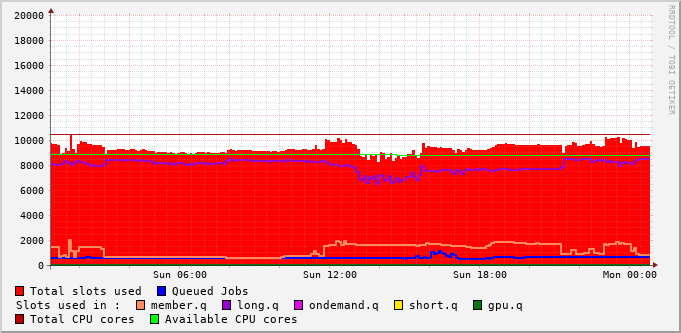 RRDTOOL / TOBI OETIKER
20000
18000
16000
14000
12000
10000
8000
6000
4000
2000
0
Sun 06:00 Sun 12:00 Sun 18:00 Mon 00:00
Total slots used Queued Jobs
Slots used in : member.q long.q ondemand.q short.q gpu.q
Total CPU cores Available CPU cores